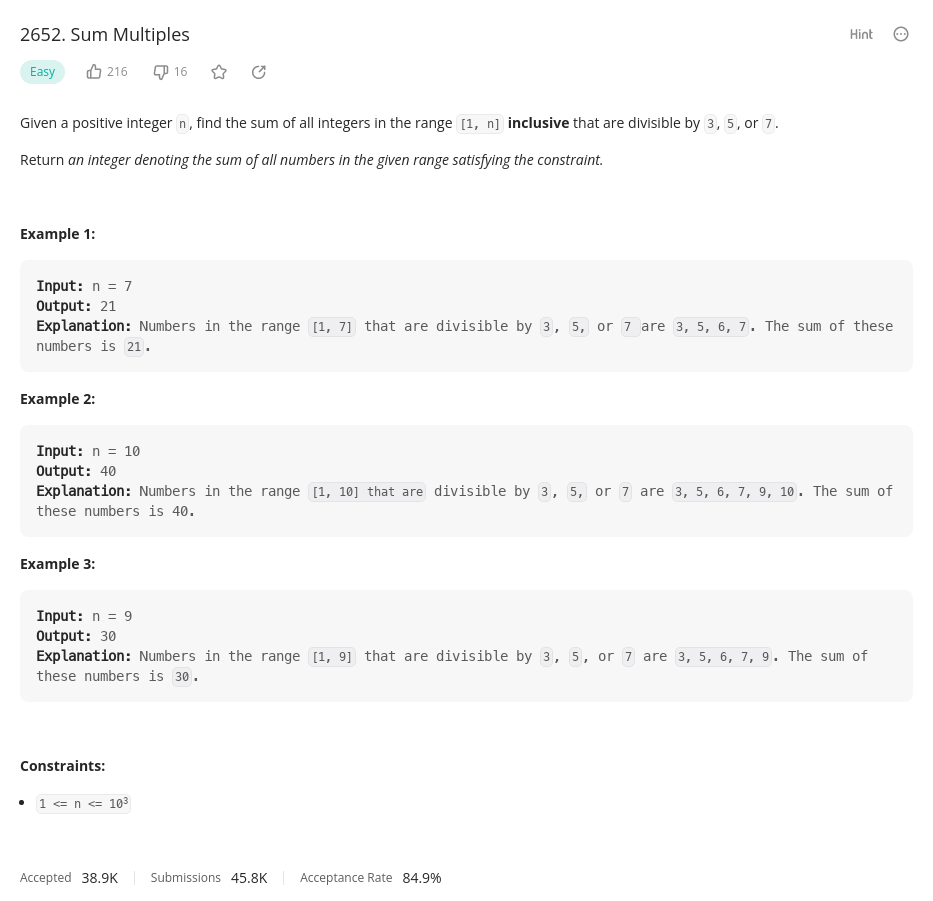 2652. Sum Multiples
Hint
Easy 216 16
Given a positive integer n, find the sum of all integers in the range [1, n] inclusive that are divisible by 3, 5, or 7.
Return an integer denoting the sum of all numbers in the given range satisfying the constraint.
Example 1:
Input: n = 7
Output: 21
Explanation: Numbers in the range [1, 7] that are divisible by 3, 5, or 7 are 3, 5, 6, 7. The sum of these
numbers is 21.
Example 2:
Input: n = 10
Output: 40
Explanation: Numbers in the range [1, 10] that are divisible by 3, 5, or 7 are 3, 5, 6, 7, 9, 10. The sum of
these numbers is 40.
Example 3:
Input: n = 9
Output: 30
Explanation: Numbers in the range [1, 9] that are divisible by 3, 5, or 7 are 3, 5, 6, 7, 9. The sum of
these numbers is 30.
Constraints:
• 1 <= n <= 10³
Accepted 38.9K Submissions 45.8K Acceptance Rate 84.9%